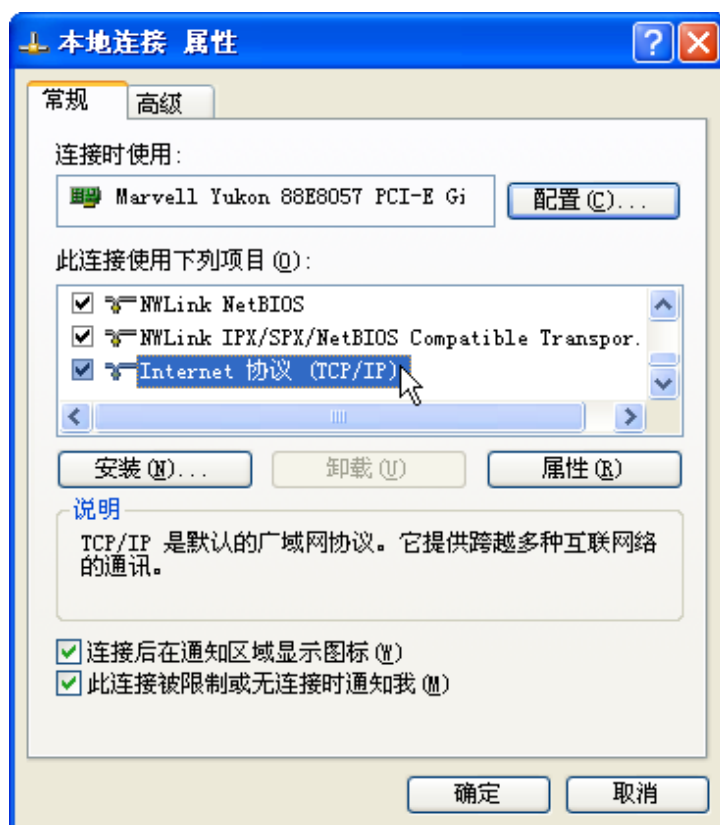 本地连接 属性
常规 高级
连接时使用:
Marvell Yukon 88E8057 PCI-E Gi 配置(C)...
此连接使用下列项目(O):
NWLink NetBIOS
NWLink IPX/SPX/NetBIOS Compatible Transpor.
Internet 协议 (TCP/IP)
安装(N)... 卸载(U) 属性(R)
说明
TCP/IP 是默认的广域网协议。它提供跨越多种互联网络
的通讯。
连接后在通知区域显示图标(W)
此连接被限制或无连接时通知我(M)
确定 取消